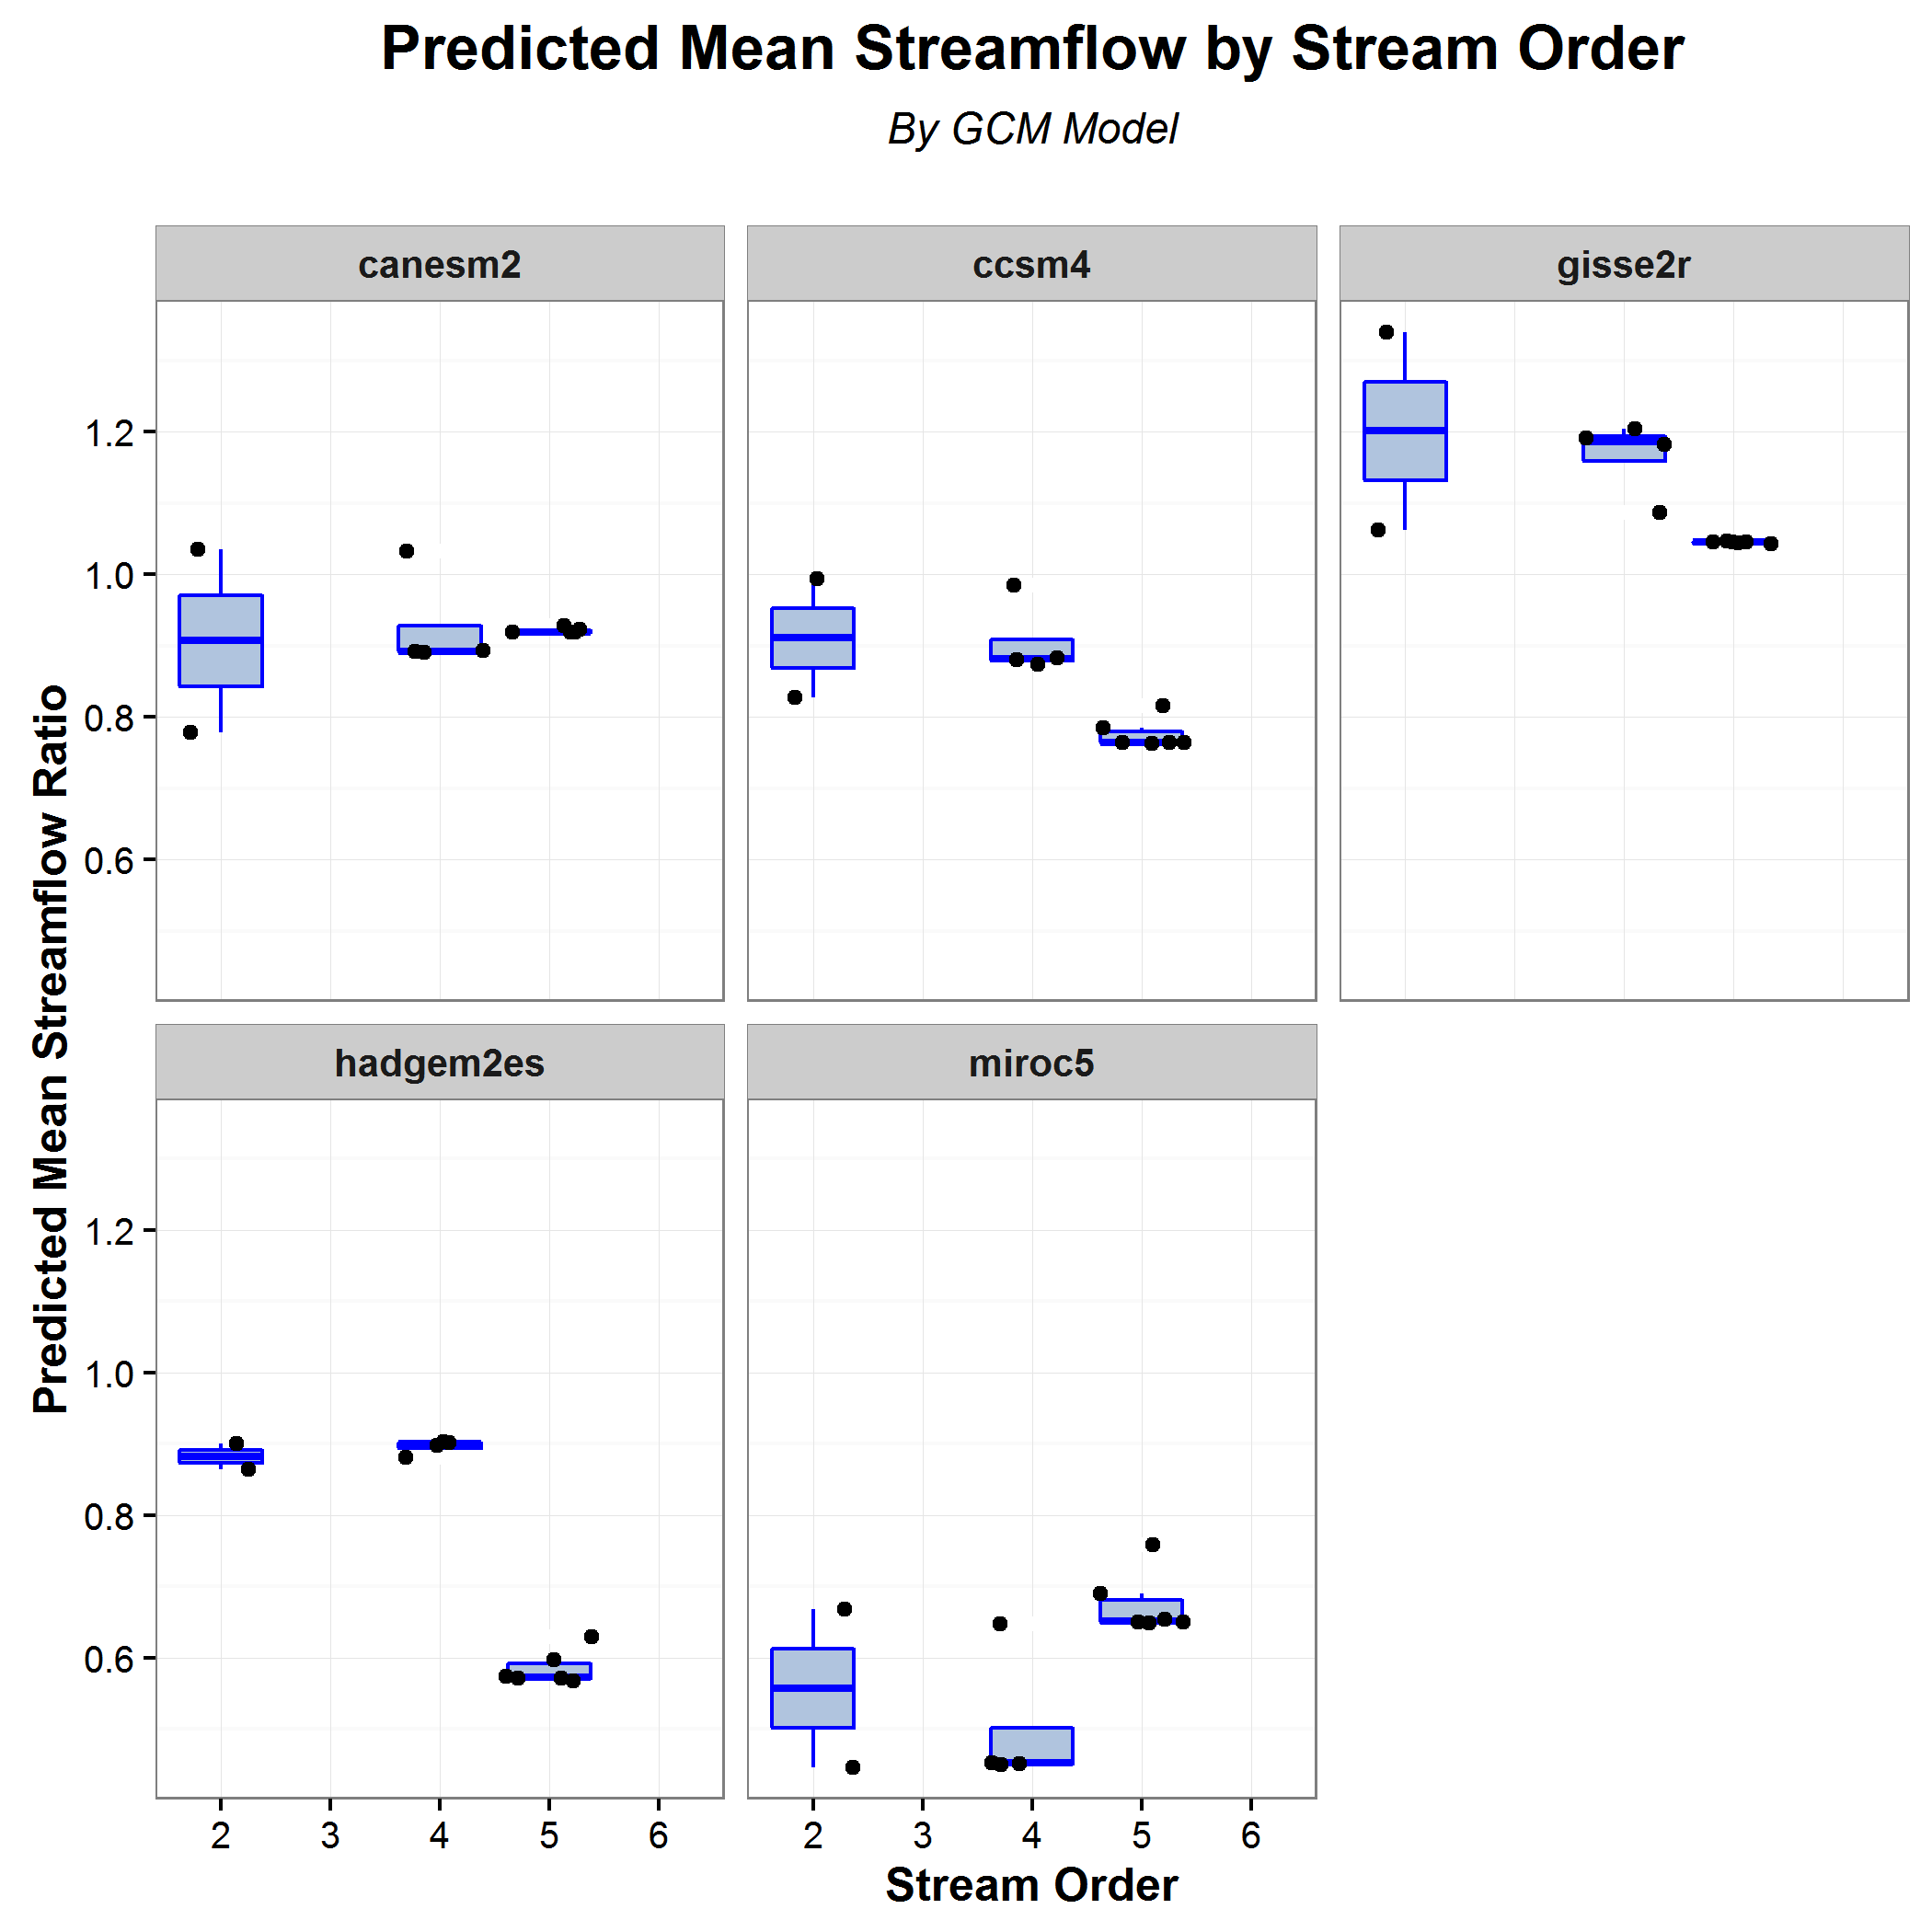 Predicted Mean Streamflow by Stream Order
By GCM Model
canesm2
ccsm4
gisse2r
1.2
1.0
0.8
0.6
Predicted Mean Streamflow Ratio
hadgem2es
miroc5
1.2
1.0
0.8
0.6
2 3 4 5 6
2 3 4 5 6
Stream Order